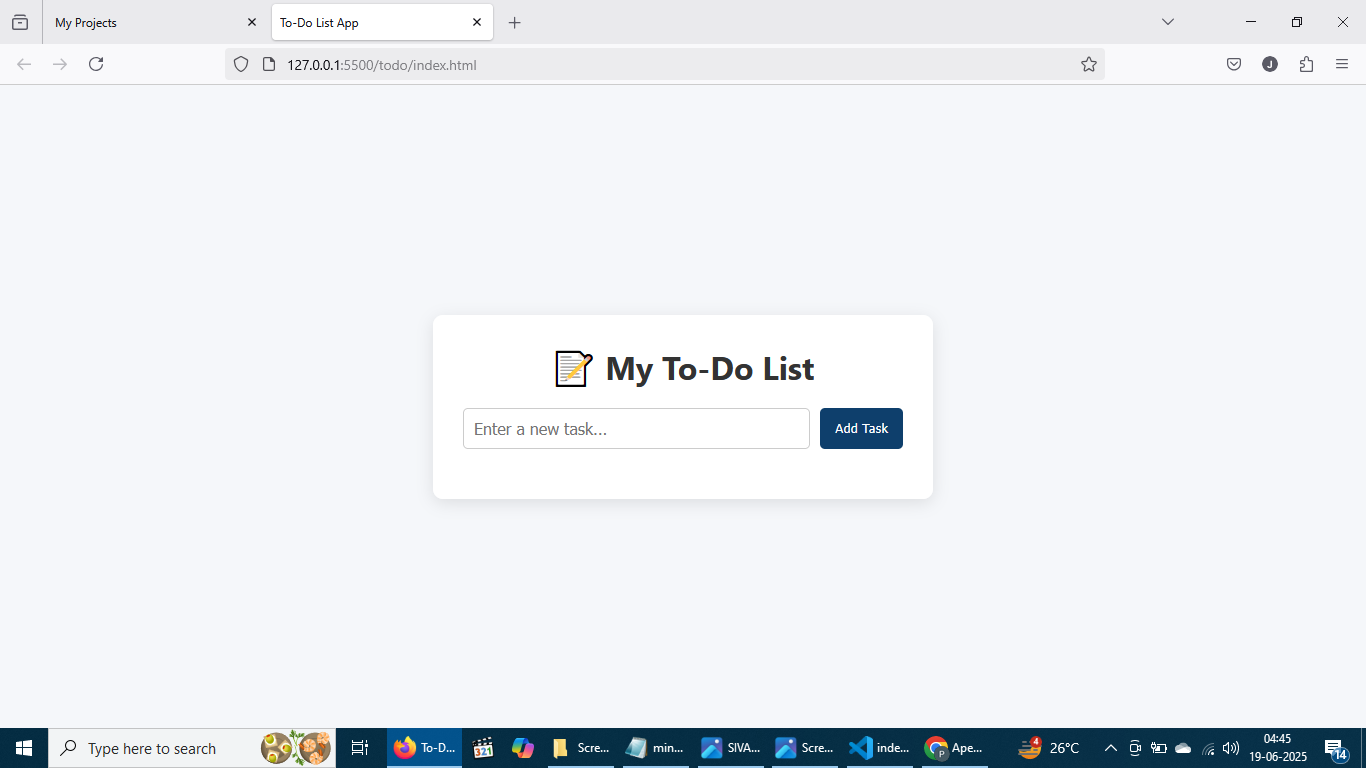 My Projects
To-Do List App
127.0.0.1:5500/todo/index.html
J
My To-Do List
Enter a new task...
Add Task
Type here to search
To-D...
321
Scre...
min...
SIVA...
Scre...
inde...
P
Ape...
4
26°C
04:45
19-06-2025
14